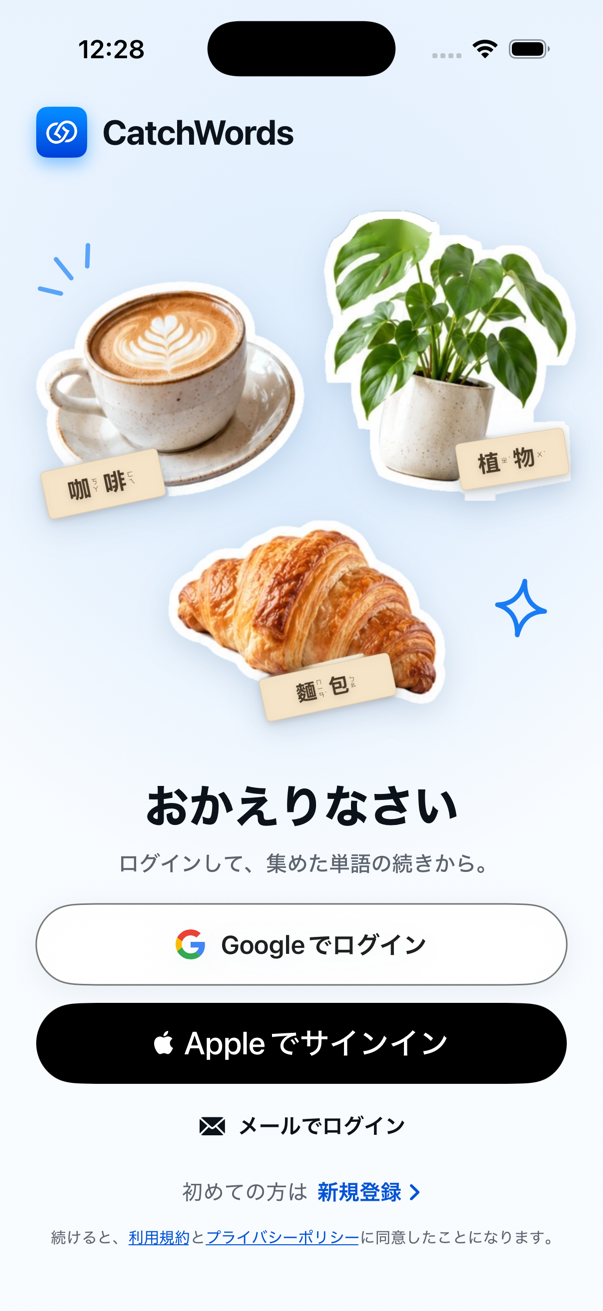 12:28
CatchWords
咖啡
植物
麵包
おかえりなさい
ログインして、集めた単語の続きから。
Googleでログイン
Appleでサインイン
メールでログイン
初めての方は 新規登録
続けると、利用規約とプライバシーポリシーに同意したことになります。